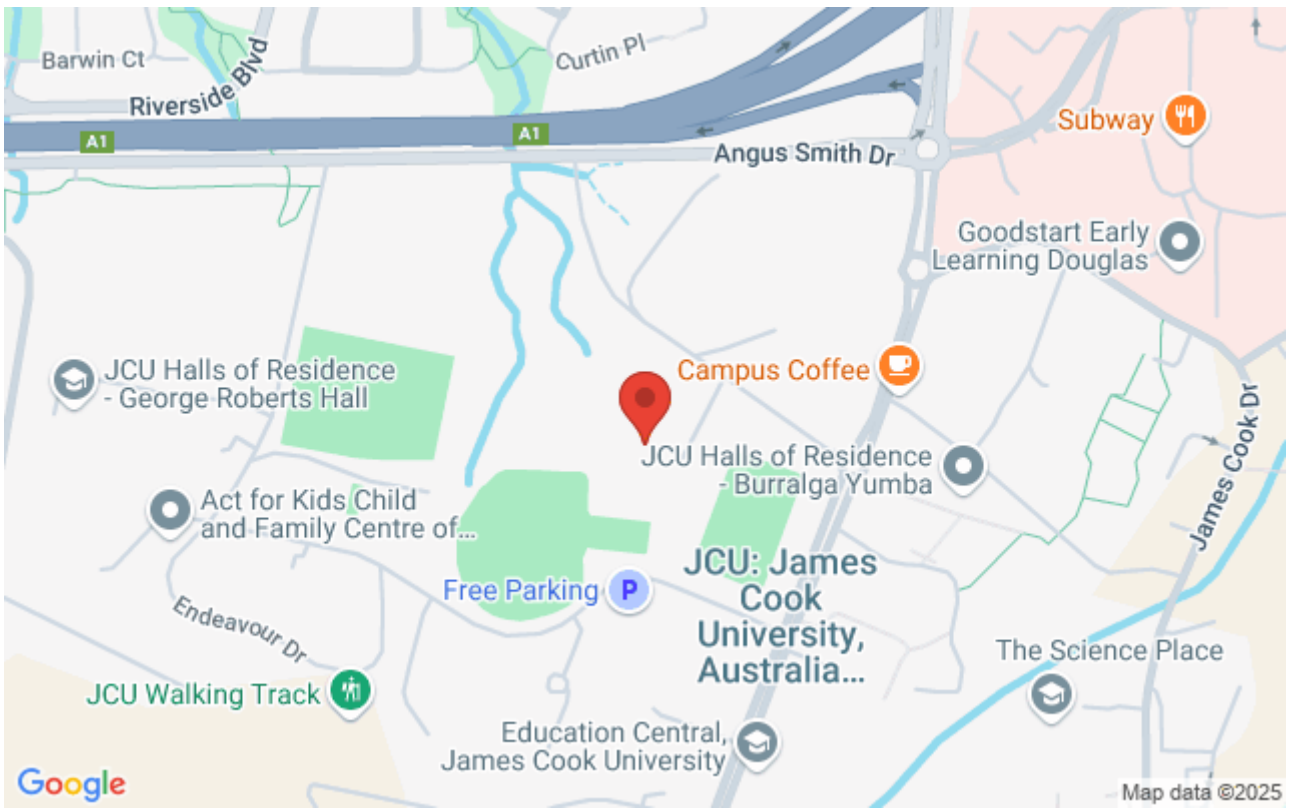 Barwin Ct
Riverside Blvd
Curtin Pl
A1
A1
Angus Smith Dr
Subway
Goodstart Early
Learning Douglas
JCU Halls of Residence
- George Roberts Hall
Campus Coffee
JCU Halls of Residence
- Burralga Yumba
James Cook Dr
Act for Kids Child
and Family Centre of...
Free Parking
P
JCU: James
Cook
University,
Australia...
Endeavour Dr
The Science Place
JCU Walking Track
Education Central,
James Cook University
Google
Map data ©2025